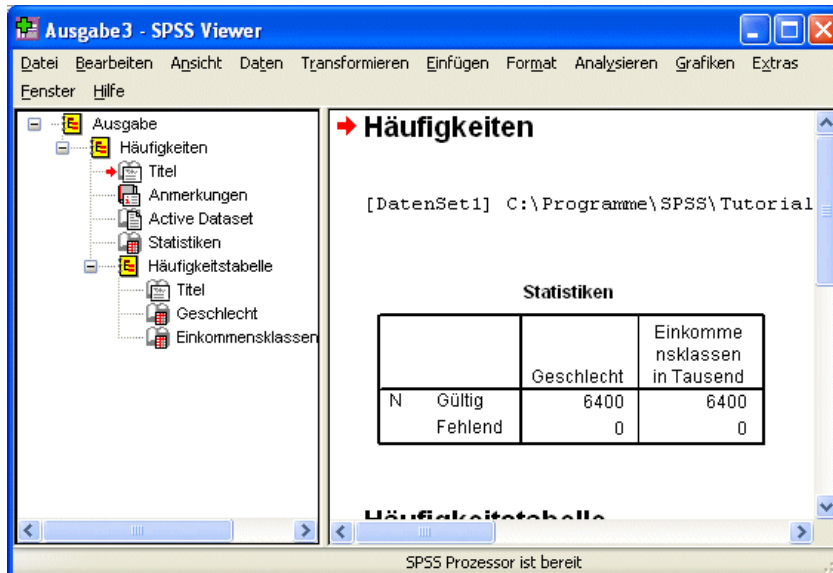 Ausgabe3 - SPSS Viewer
Datei Bearbeiten Ansicht Daten Transformieren Einfügen Format Analysieren Grafiken Extras
Fenster Hilfe
Ausgabe
Häufigkeiten
Titel
Anmerkungen
Active Dataset
Statistiken
Häufigkeitstabelle
Titel
Geschlecht
Einkommensklassen
Häufigkeiten
[DatenSet1] C:\Programme\SPSS\Tutorial
Statistiken
Geschlecht Einkomme
nsklassen
in Tausend
N Gültig 6400 6400
Fehlend 0 0
Häufigkeitstabelle
SPSS Prozessor ist bereit